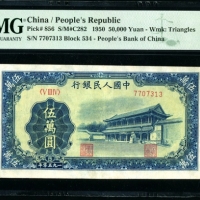 MG
GUARANTY
China / People's Republic
Pick# 856 S/M#C282 1950 50,000 Yuan - Wmk: Triangles
S/N 7707313 Block 534 - People's Bank of China
行銀民人國中
7707313
伍萬圓